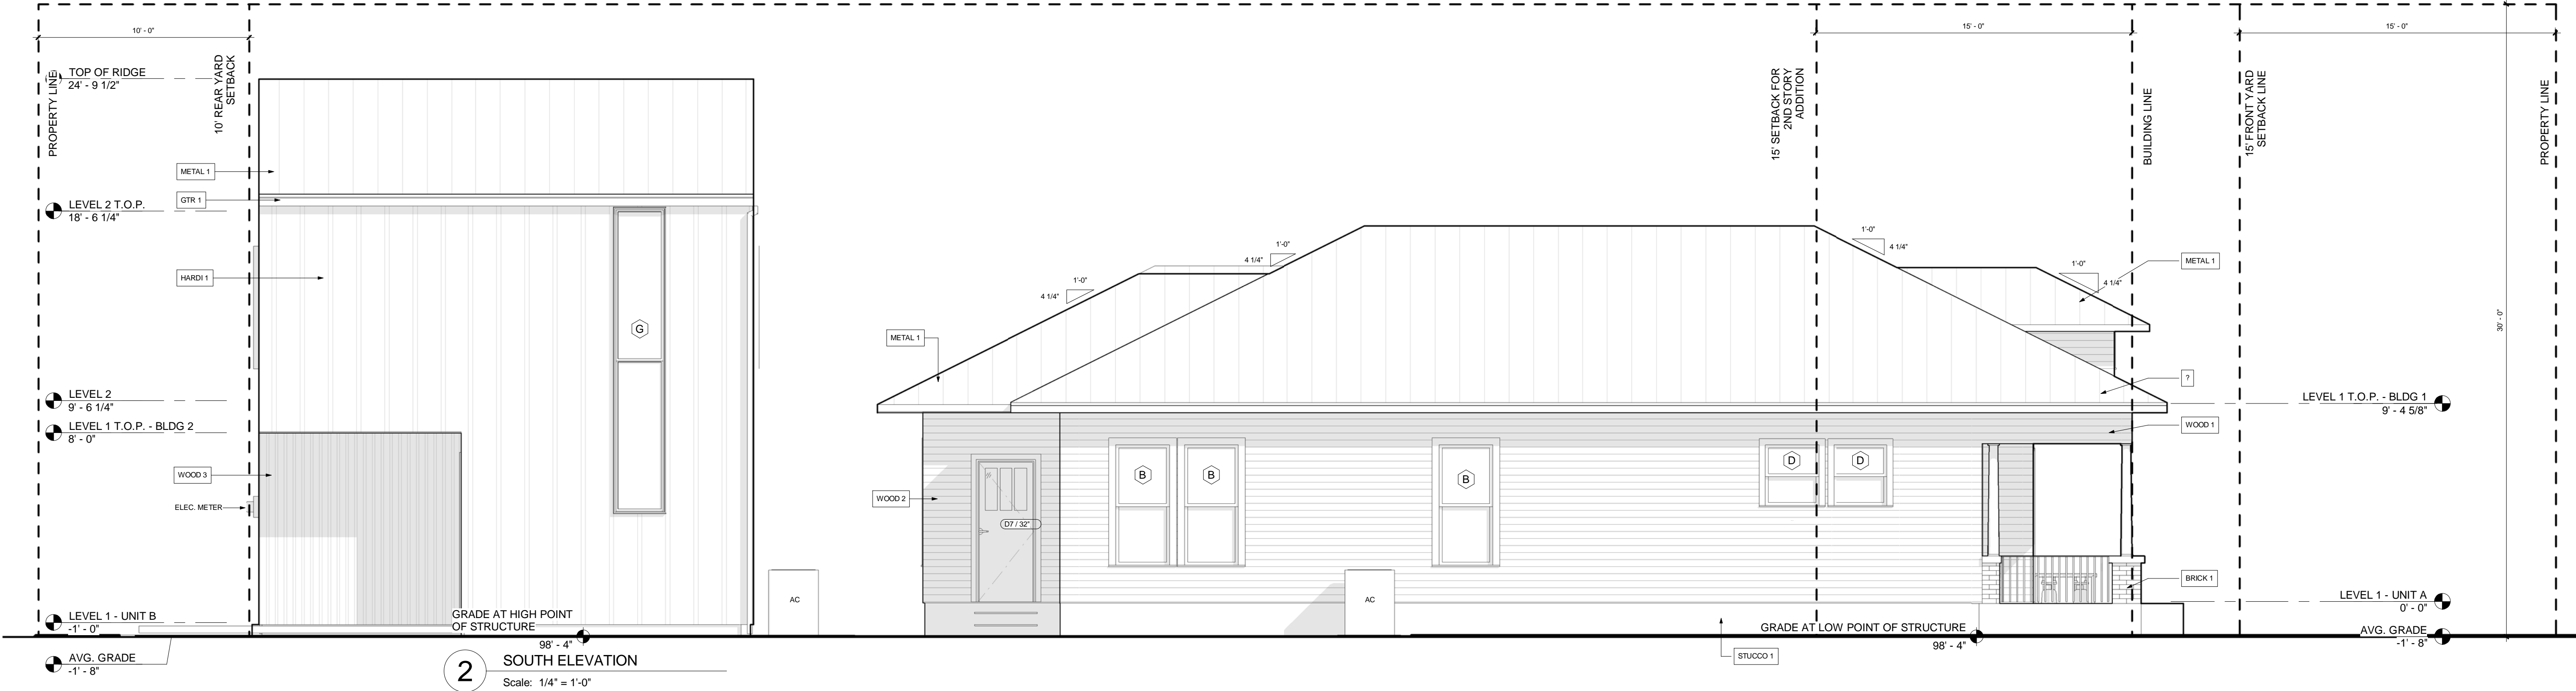 10' - 0"
15' - 0"
15' - 0"
PROPERTY LINE
TOP OF RIDGE
24' - 9 1/2"
10' REAR YARD
SETBACK
15' SETBACK FOR
2ND STORY
ADDITION
BUILDING LINE
15' FRONT YARD
SETBACK LINE
PROPERTY LINE
METAL 1
GTR 1
LEVEL 2 T.O.P.
18' - 6 1/4"
HARDI 1
G
1'-0"
4 1/4"
1'-0"
4 1/4"
1'-0"
4 1/4"
1'-0"
4 1/4"
METAL 1
30' - 0"
METAL 1
?
LEVEL 2
9' - 6 1/4"
LEVEL 1 T.O.P. - BLDG 1
9' - 4 5/8"
LEVEL 1 T.O.P. - BLDG 2
8' - 0"
WOOD 1
B
B
B
D
D
WOOD 3
WOOD 2
ELEC. METER
D7 / 32"
BRICK 1
AC
AC
LEVEL 1 - UNIT A
0' - 0"
LEVEL 1 - UNIT B
-1' - 0"
GRADE AT HIGH POINT
OF STRUCTURE
98' - 4"
GRADE AT LOW POINT OF STRUCTURE
98' - 4"
AVG. GRADE
-1' - 8"
AVG. GRADE
-1' - 8"
STUCCO 1
2
SOUTH ELEVATION
Scale: 1/4" = 1'-0"